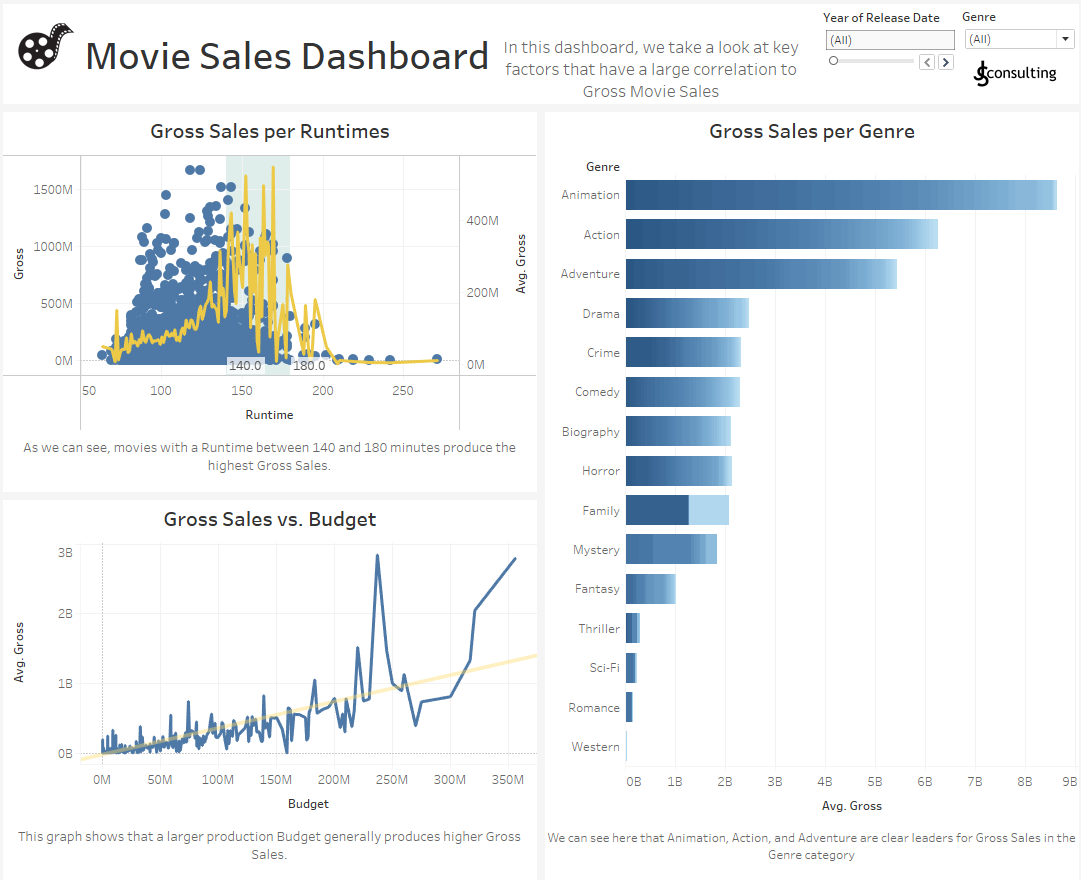 Movie Sales Dashboard
In this dashboard, we take a look at key
factors that have a large correlation to
Gross Movie Sales
Year of Release Date
(All)
Genre
(All)
JS consulting
Gross Sales per Runtimes
Gross
1500M
1000M
500M
0M
Avg. Gross
400M
200M
0M
140.0
180.0
50
100
150
200
250
Runtime
As we can see, movies with a Runtime between 140 and 180 minutes produce the
highest Gross Sales.
Gross Sales vs. Budget
Avg. Gross
3B
2B
1B
0B
0M
50M
100M
150M
200M
250M
300M
350M
Budget
This graph shows that a larger production Budget generally produces higher Gross
Sales.
Gross Sales per Genre
Genre
Animation
Action
Adventure
Drama
Crime
Comedy
Biography
Horror
Family
Mystery
Fantasy
Thriller
Sci-Fi
Romance
Western
0B
1B
2B
3B
4B
5B
6B
7B
8B
9B
Avg. Gross
We can see here that Animation, Action, and Adventure are clear leaders for Gross Sales in the
Genre category